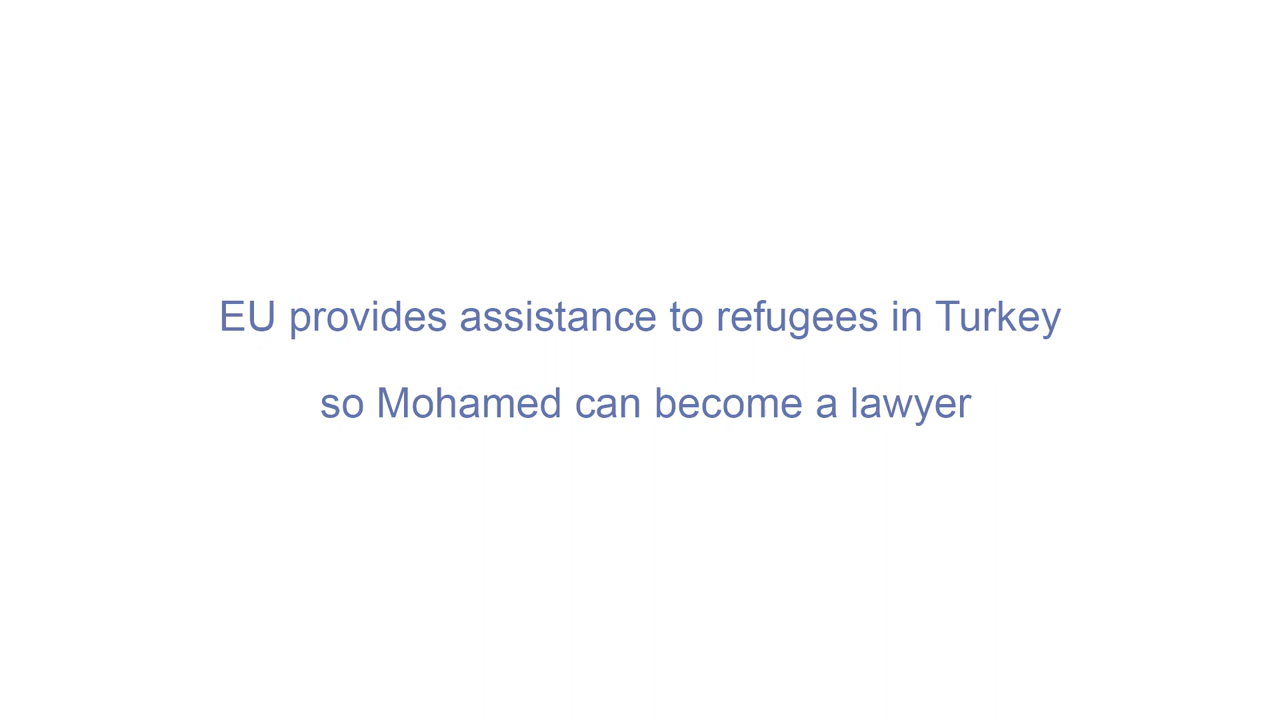 EU provides assistance to refugees in Turkey
so Mohamed can become a lawyer